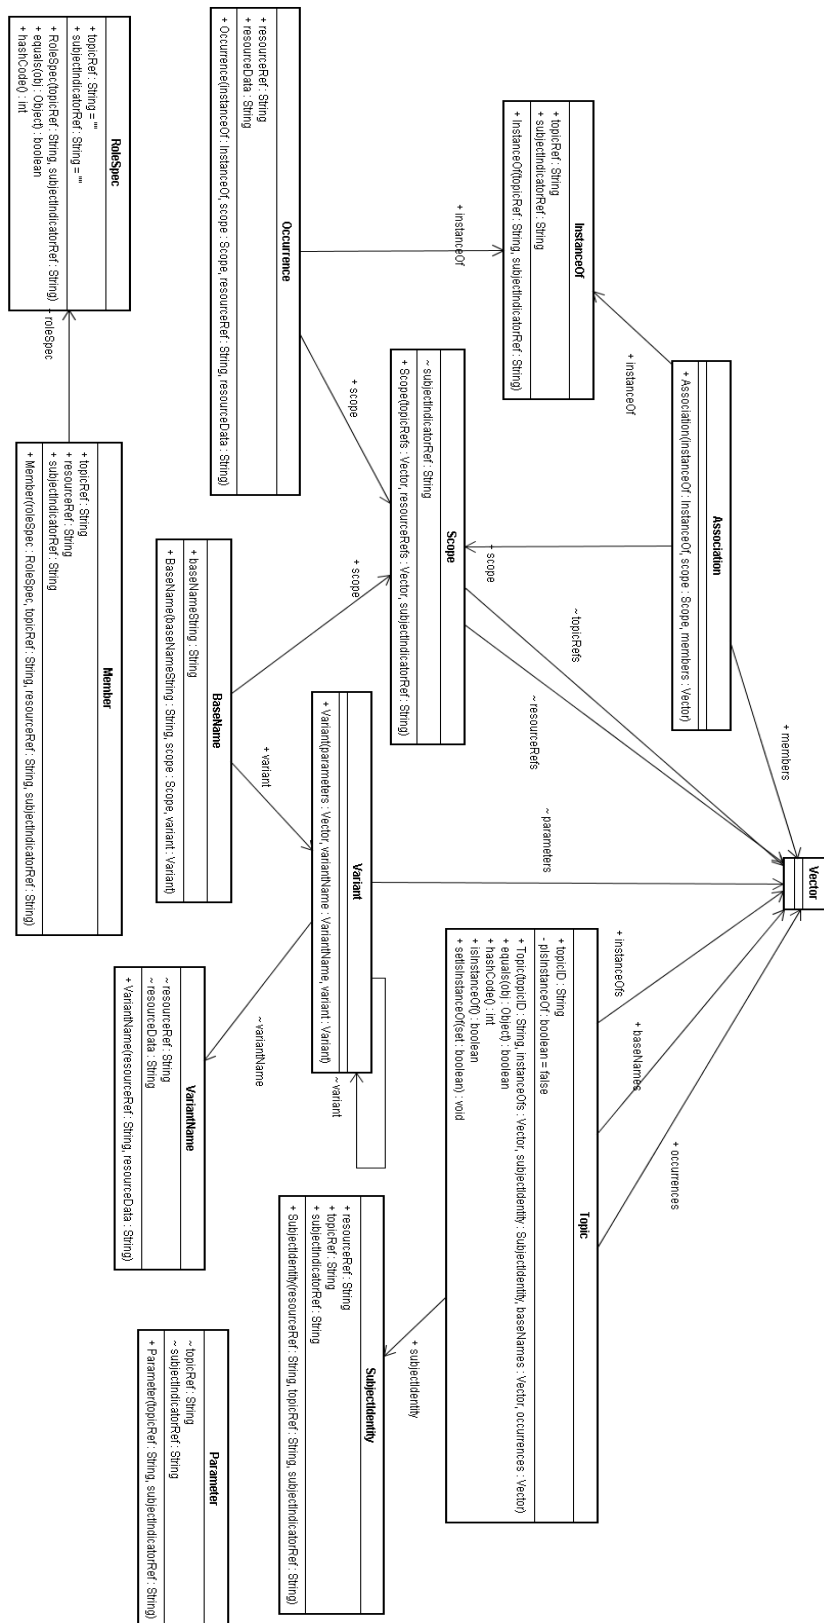 Vector
+ members
~ topicRefs
~ resourceRefs
~ parameters
+ instanceOfs
+ baseNames
+ occurrences
Association
+ Association(instanceOf : InstanceOf, scope : Scope, members : Vector)
+ instanceOf
+ scope
Topic
+ topicID : String
- pIsInstanceOf : boolean = false
+ Topic(topicID : String, instanceOfs : Vector, subjectIdentity : SubjectIdentity, baseNames : Vector, occurrences : Vector)
+ equals(obj : Object) : boolean
+ hashCode() : int
+ isInstanceOf() : boolean
+ setIsInstanceOf(set : boolean) : void
+ subjectIdentity
InstanceOf
+ topicRef : String
+ subjectIndicatorRef : String
+ InstanceOf(topicRef : String, subjectIndicatorRef : String)
+ instanceOf
Scope
~ subjectIndicatorRef : String
+ Scope(topicRefs : Vector, resourceRefs : Vector, subjectIndicatorRef : String)
+ scope
+ scope
Variant
+ Variant(parameters : Vector, variantName : VariantName, variant : Variant)
~ variant
+ variant
~ variantName
SubjectIdentity
+ resourceRef : String
+ topicRef : String
+ subjectIndicatorRef : String
+ SubjectIdentity(resourceRef : String, topicRef : String, subjectIndicatorRef : String)
Occurrence
+ resourceRef : String
+ resourceData : String
+ Occurrence(instanceOf : InstanceOf, scope : Scope, resourceRef : String, resourceData : String)
BaseName
+ baseNameString : String
+ BaseName(baseNameString : String, scope : Scope, variant : Variant)
VariantName
~ resourceRef : String
~ resourceData : String
+ VariantName(resourceRef : String, resourceData : String)
Parameter
~ topicRef : String
~ subjectIndicatorRef : String
+ Parameter(topicRef : String, subjectIndicatorRef : String)
RoleSpec
+ topicRef : String = ""
+ subjectIndicatorRef : String = ""
+ RoleSpec(topicRef : String, subjectIndicatorRef : String)
+ equals(obj : Object) : boolean
+ hashCode() : int
+ roleSpec
Member
+ topicRef : String
+ resourceRef : String
+ subjectIndicatorRef : String
+ Member(roleSpec : RoleSpec, topicRef : String, resourceRef : String, subjectIndicatorRef : String)